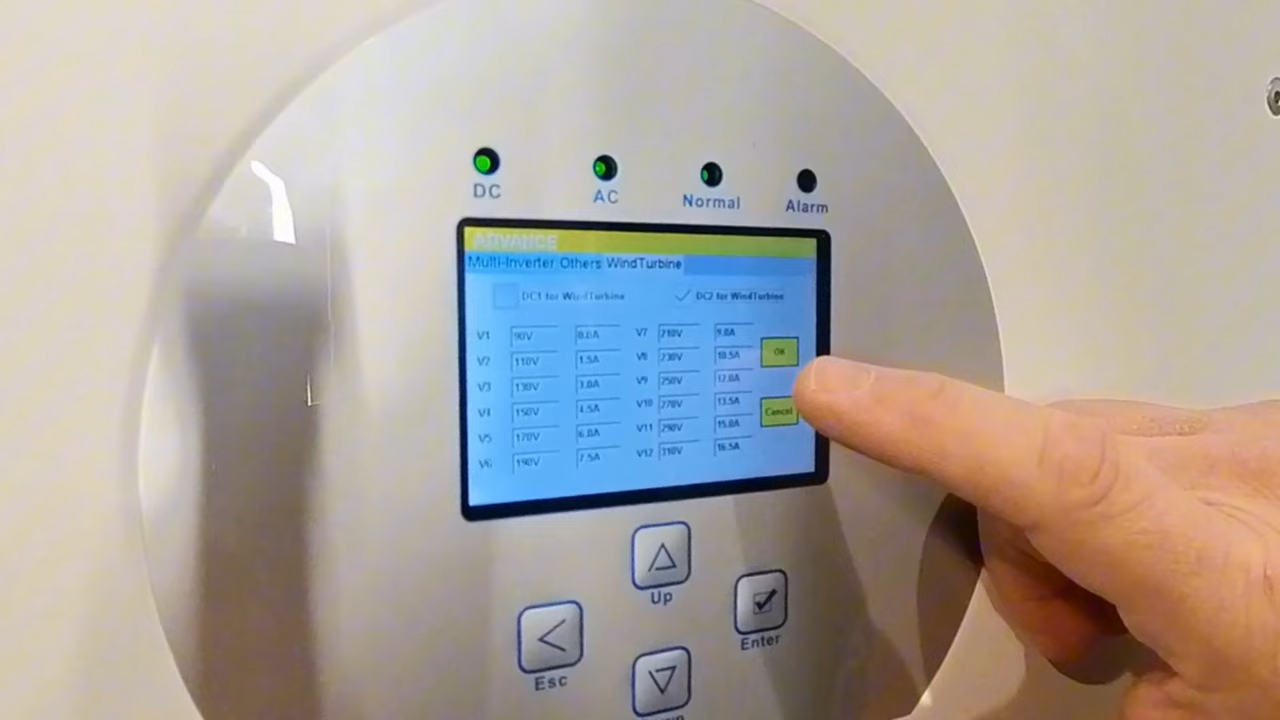 DC AC Normal Alarm
ADVANCE
Multi-Inverter Others WindTurbine
DC1 for WindTurbine DC2 for WindTurbine
V1 90V 0.0A V7 210V 9.0A
V2 110V 1.5A V8 230V 10.5A
OK
V3 130V 3.0A V9 250V 12.0A
V4 150V 4.5A V10 270V 13.5A
Cancel
V5 170V 6.0A V11 290V 15.0A
V6 190V 7.5A V12 310V 16.5A
Up
Enter
Esc